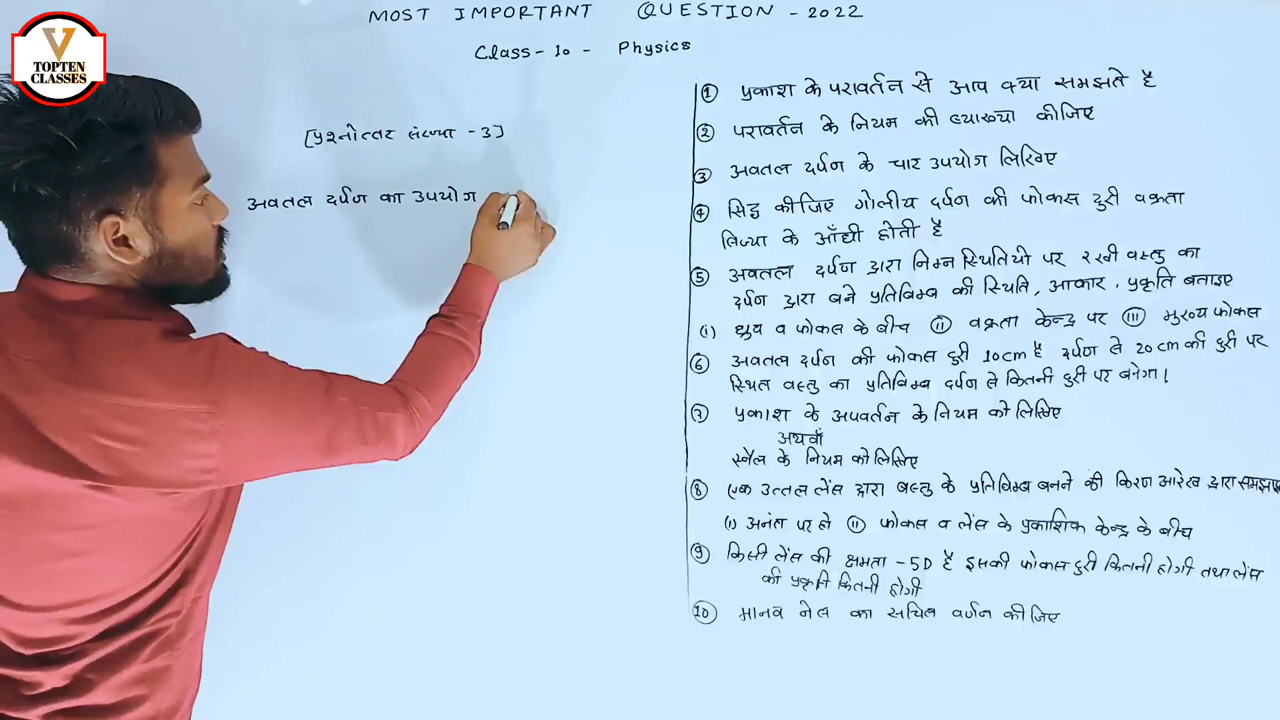 MOST IMPORTANT QUESTION - 2022
Class - 10 - Physics
V
TOPTEN
CLASSES
[प्रश्नोत्तर संख्या - 3]
अवतल दर्पण का उपयोग
① प्रकाश के परावर्तन से आप क्या समझते है
② परावर्तन के नियम की व्याख्या कीजिए
③ अवतल दर्पण के चार उपयोग लिखिए
④ सिद्ध कीजिए गोलीय दर्पण की फोकस दुरी वक्रता
त्रिज्या के आँधी होती है
⑤ अवतल दर्पण द्वारा निम्न स्थितियो पर रखी वस्तु का
दर्पण द्वारा बने प्रतिबिम्ब की स्थिति, आकार, प्रकृति बताइए
(i) ध्रुव व फोकस के बीच (ii) वक्रता केन्द्र पर (iii) मुख्य फोकस
⑥ अवतल दर्पन की फोकस दुरी 10cm है दर्पण से 20cm की दुरी पर
स्थित वस्तु का प्रतिबिम्ब दर्पन से कितनी दुरी पर बनेगा।
⑦ प्रकाश के अपवर्तन के नियम को लिखिए
अथवाँ
स्नैल के नियम को लिखिए
⑧ एक उत्तल लेंस द्वारा वस्तु के प्रतिबिम्ब बनने की किरण आरेख द्वारा समझाए
(i) अनंत पर हो (ii) फोकस व लेंस के प्रकाशिक केन्द्र के बीच
⑨ किसी लेंस की क्षमता -5D है इसकी फोकस दुरी कितनी होगी तथा लेंस
की प्रकृति कितनी होगी
⑩ मानव नेत्र का सचित्र वर्णन कीजिए